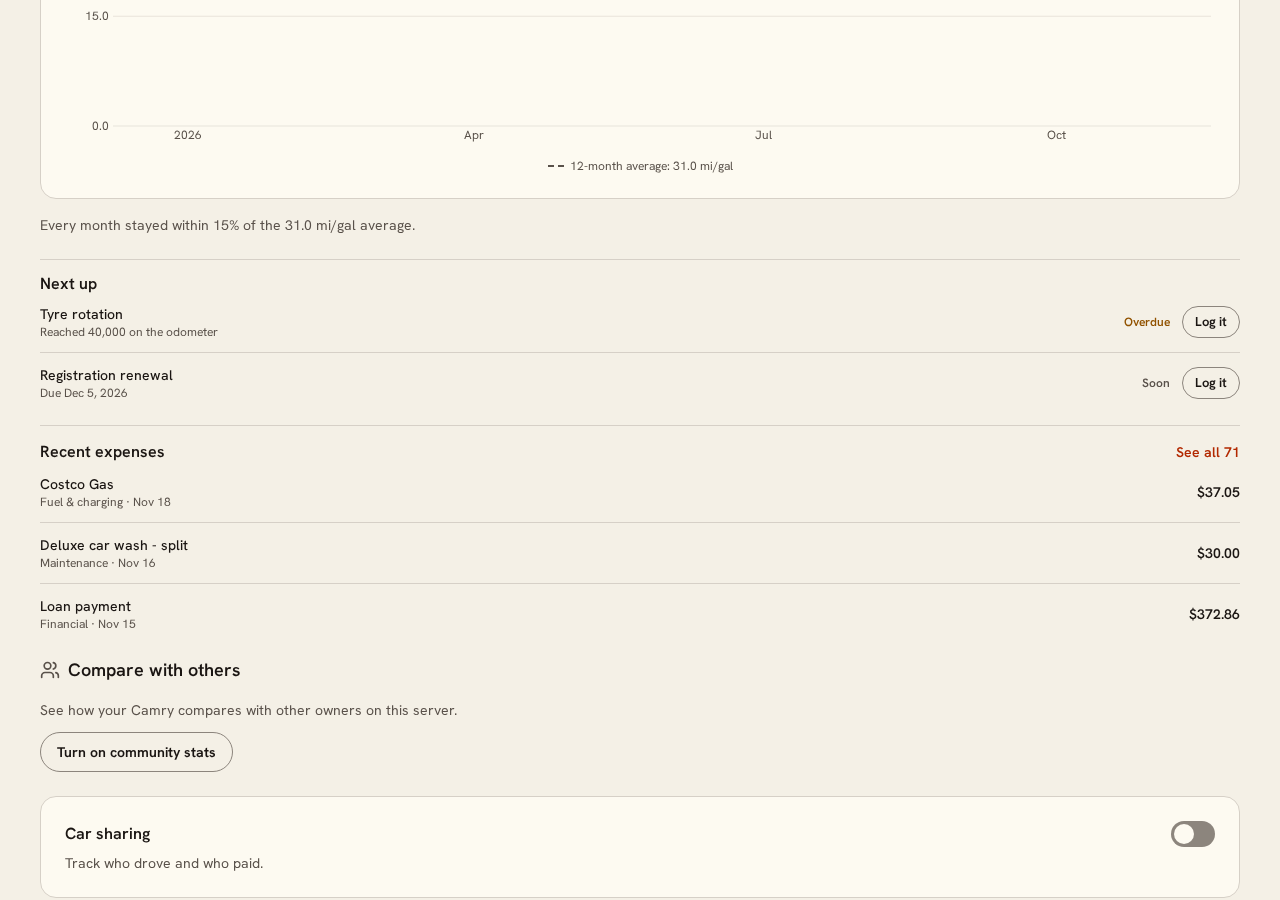 15.0
0.0
2026 Apr Jul Oct
12-month average: 31.0 mi/gal
Every month stayed within 15% of the 31.0 mi/gal average.
Next up
Tyre rotation
Reached 40,000 on the odometer
Overdue Log it
Registration renewal
Due Dec 5, 2026
Soon Log it
Recent expenses See all 71
Costco Gas
Fuel & charging · Nov 18
$37.05
Deluxe car wash - split
Maintenance · Nov 16
$30.00
Loan payment
Financial · Nov 15
$372.86
Compare with others
See how your Camry compares with other owners on this server.
Turn on community stats
Car sharing
Track who drove and who paid.